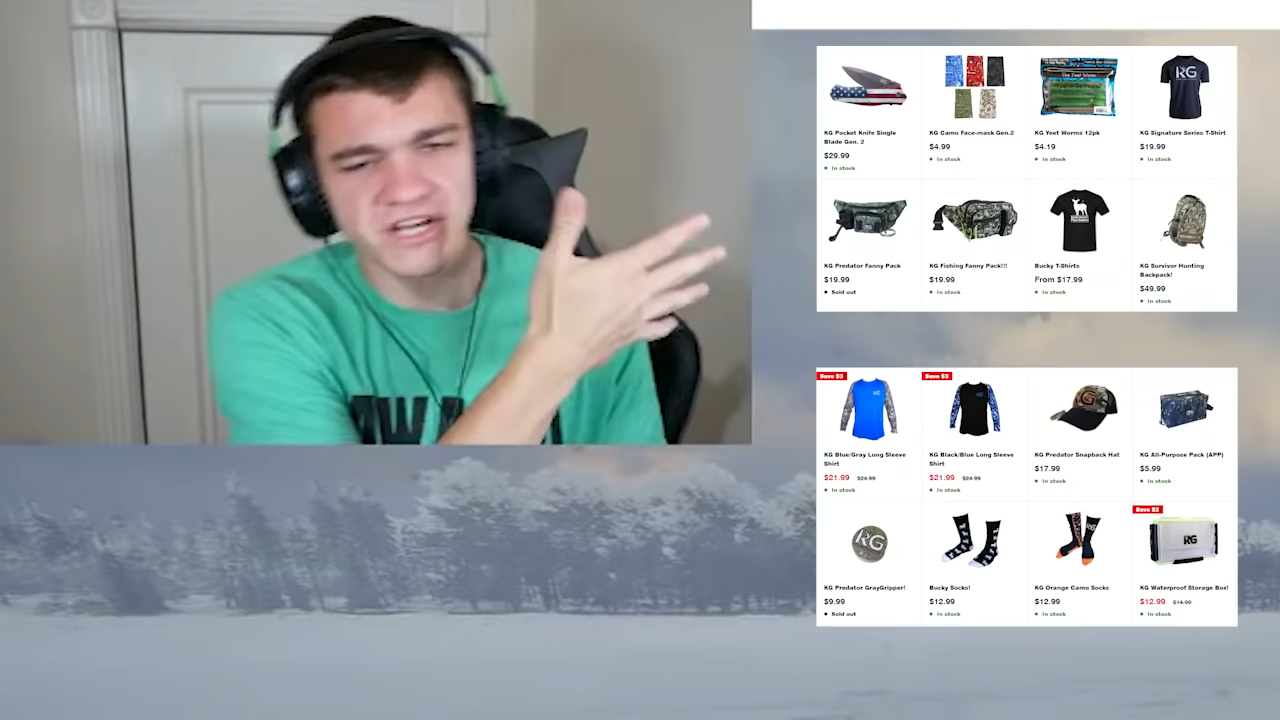 AWA
KG
KG Pocket Knife Single
Blade Gen. 2
$29.99
In stock
KG Camo Face-mask Gen.2
$4.99
In stock
KG Yeet Worms 12pk
$4.19
In stock
KG Signature Series T-Shirt
$19.99
In stock
KG Predator Fanny Pack
$19.99
Sold out
KG Fishing Fanny Pack!!!
$19.99
In stock
Bucky T-Shirts
From $17.99
In stock
KG Survivor Hunting
Backpack!
$49.99
In stock
Save $3
KG Blue/Gray Long Sleeve
Shirt
$21.99 $24.99
In stock
Save $3
KG Black/Blue Long Sleeve
Shirt
$21.99 $24.99
In stock
KG Predator Snapback Hat
$17.99
In stock
KG All-Purpose Pack (APP)
$5.99
In stock
KG
KG Predator GrayGripper!
$9.99
Sold out
Bucky Socks!
$12.99
In stock
KG
KG Orange Camo Socks
$12.99
In stock
Save $2
KG
KG Waterproof Storage Box!
$12.99 $14.99
In stock